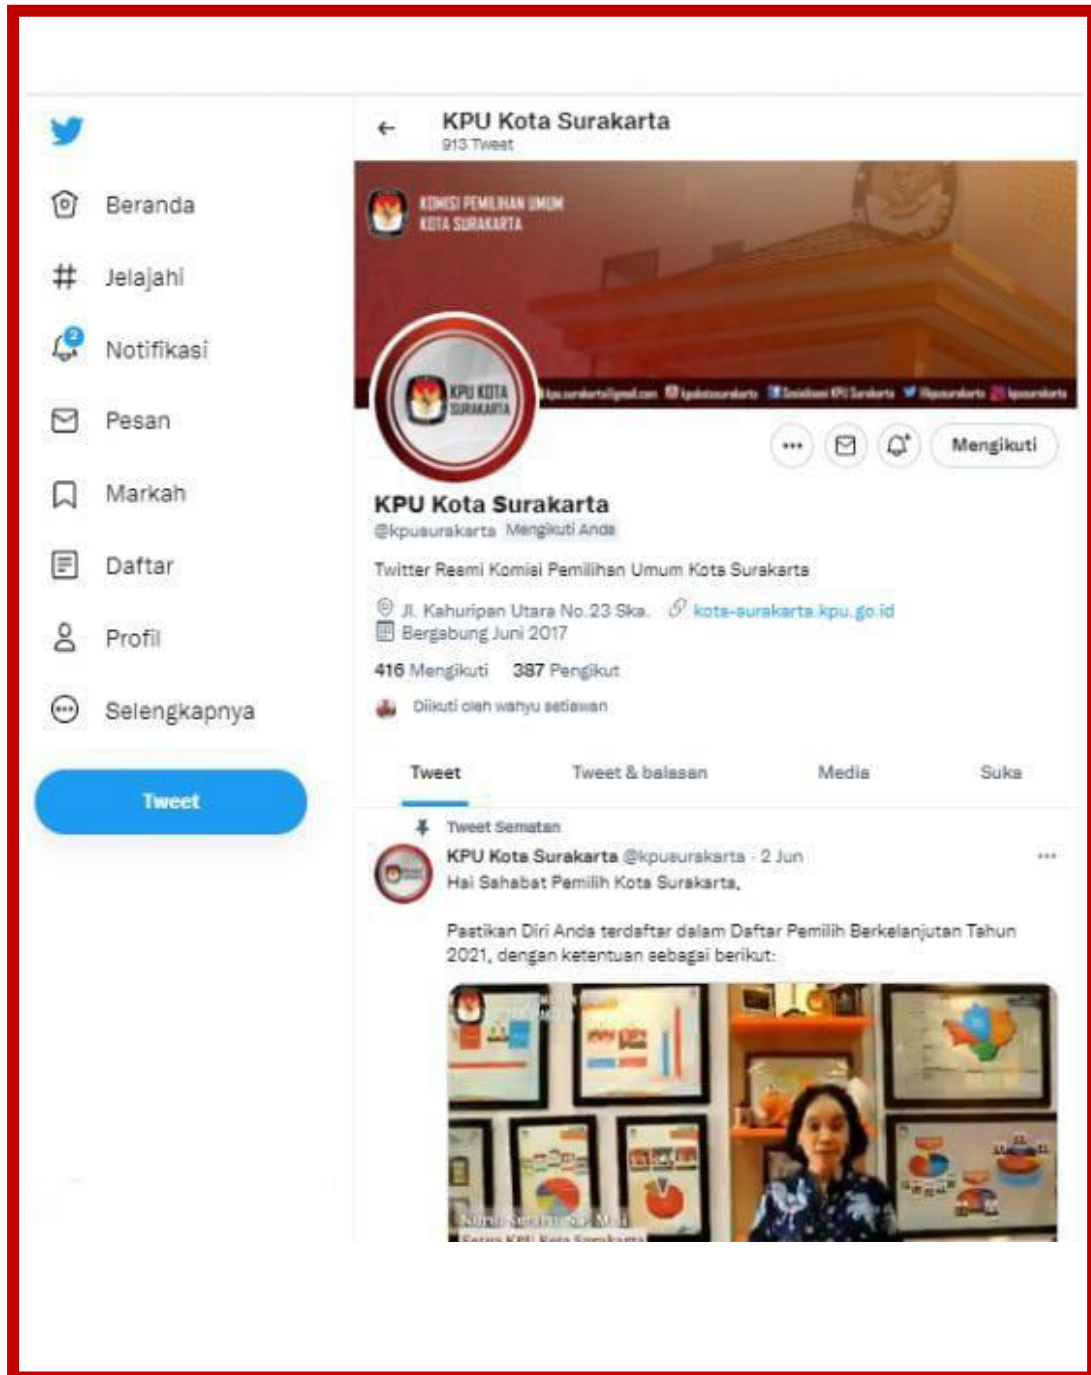 KPU Kota Surakarta
913 Tweet
Beranda
Jelajahi
2
Notifikasi
Pesan
Markah
Daftar
Profil
Selengkapnya
Tweet
KOMISI PEMILIHAN UMUM
KOTA SURAKARTA
KPU KOTA
SURAKARTA
Mengikuti
KPU Kota Surakarta
@kpusurakarta Mengikuti Anda
Twitter Resmi Komisi Pemilihan Umum Kota Surakarta
Jl. Kahuripan Utara No.23 Ska. kota-surakarta.kpu.go.id
Bergabung Juni 2017
416 Mengikuti 387 Pengikut
Diikuti oleh wahyu setiawan
Tweet Tweet & balasan Media Suka
Tweet Sematan
KPU Kota Surakarta @kpusurakarta · 2 Jun
Hai Sahabat Pemilih Kota Surakarta,
Pastikan Diri Anda terdaftar dalam Daftar Pemilih Berkelanjutan Tahun
2021, dengan ketentuan sebagai berikut:
KPU Kota Surakarta